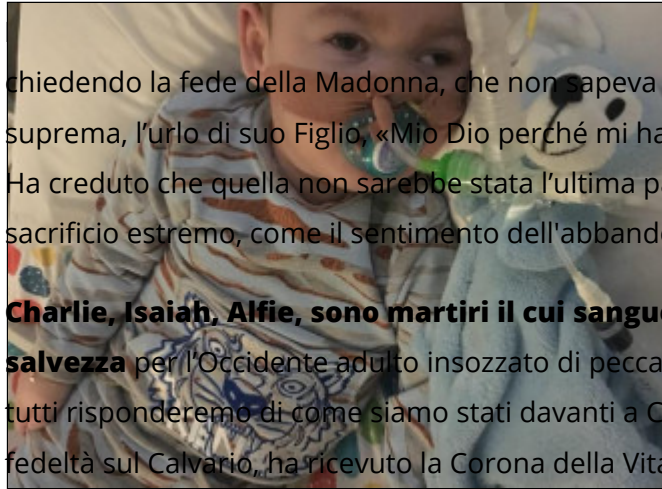 chiedendo la fede della Madonna, che non sapeva
suprema, l’urlo di suo Figlio, «Mio Dio perché mi ha
Ha creduto che quella non sarebbe stata l’ultima p
sacrificio estremo, come il sentimento dell'abband
Charlie, Isaiah, Alfie, sono martiri il cui sangu
salvezza per l’Occidente adulto insozzato di pecca
tutti risponderemo di come siamo stati davanti a
fedeltà sul Calvario, ha ricevuto la Corona della Vita